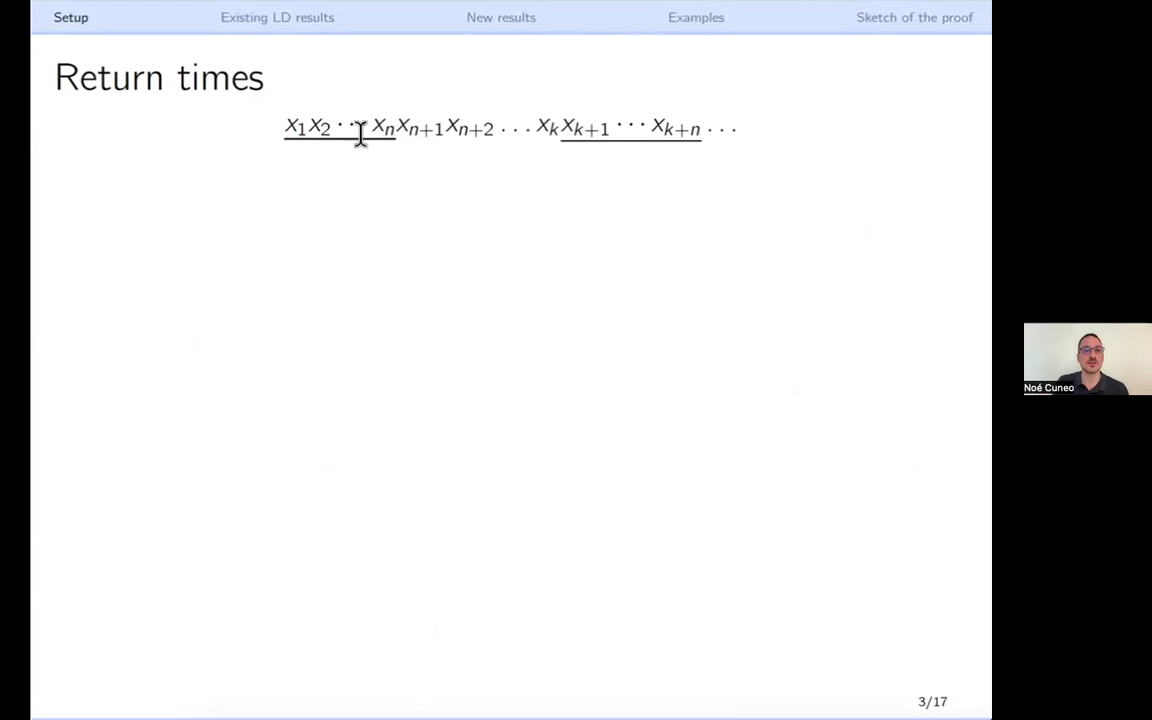 Setup Existing LD results New results Examples Sketch of the proof
Return times
X₁X₂ ··· XₙXₙ₊₁Xₙ₊₂ ... XₖXₖ₊₁ ··· Xₖ₊ₙ ···
Noé Cuneo
3/17